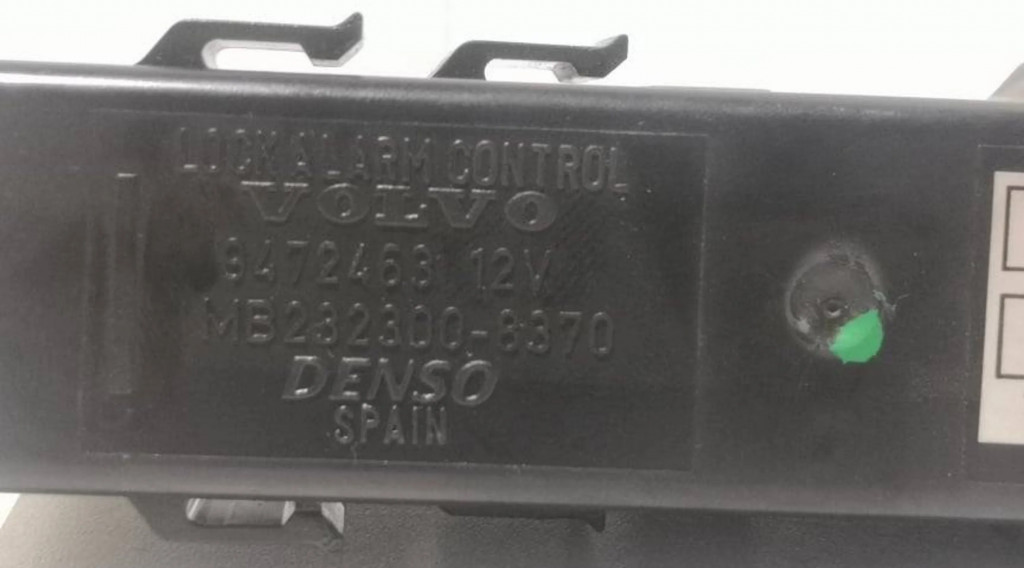 LOCK ALARM CONTROL
VOLVO
9472463 12V
MB232300-8370
DENSO
SPAIN